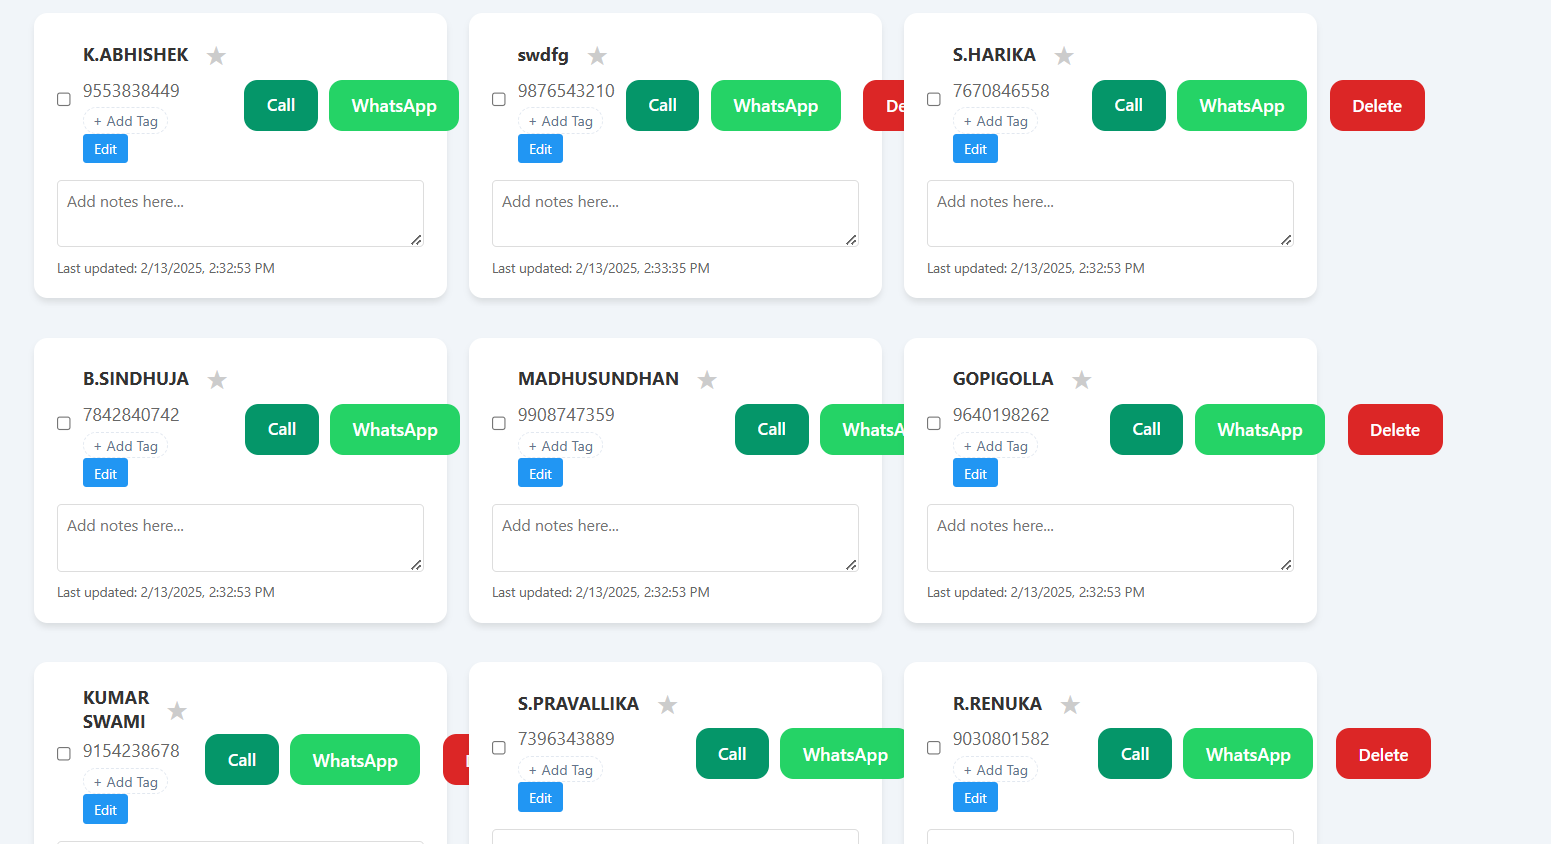 K.ABHISHEK ★
9553838449
+ Add Tag
Edit
Call
WhatsApp
Add notes here...
Last updated: 2/13/2025, 2:32:53 PM
swdfg ★
9876543210
+ Add Tag
Edit
Call
WhatsApp
De
Add notes here...
Last updated: 2/13/2025, 2:33:35 PM
S.HARIKA ★
7670846558
+ Add Tag
Edit
Call
WhatsApp
Delete
Add notes here...
Last updated: 2/13/2025, 2:32:53 PM
B.SINDHUJA ★
7842840742
+ Add Tag
Edit
Call
WhatsApp
Add notes here...
Last updated: 2/13/2025, 2:32:53 PM
MADHUSUNDHAN ★
9908747359
+ Add Tag
Edit
Call
WhatsA
Add notes here...
Last updated: 2/13/2025, 2:32:53 PM
GOPIGOLLA ★
9640198262
+ Add Tag
Edit
Call
WhatsApp
Delete
Add notes here...
Last updated: 2/13/2025, 2:32:53 PM
KUMAR
SWAMI ★
9154238678
+ Add Tag
Edit
Call
WhatsApp
S.PRAVALLIKA ★
7396343889
+ Add Tag
Edit
Call
WhatsApp
R.RENUKA ★
9030801582
+ Add Tag
Edit
Call
WhatsApp
Delete